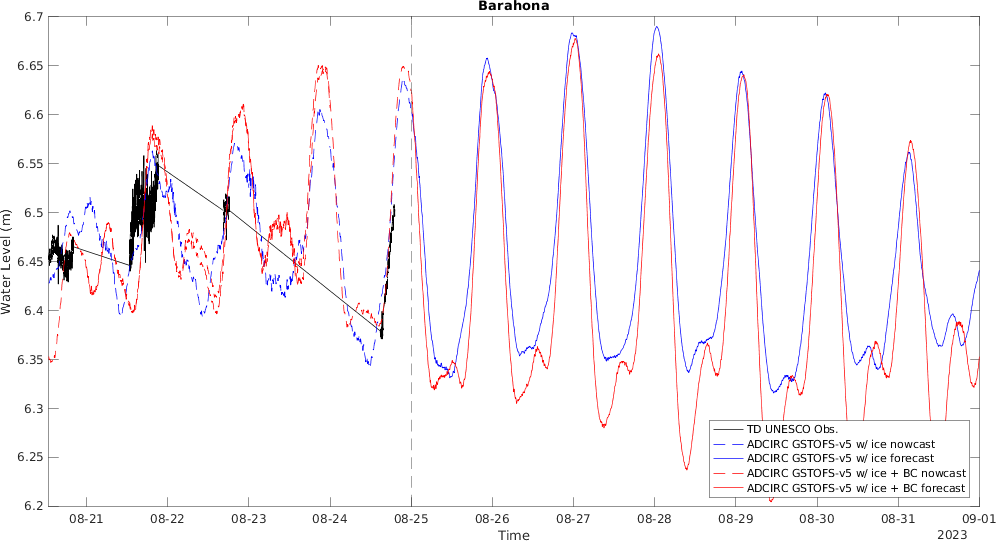 Barahona
6.7
6.65
6.6
6.55
6.5
6.45
6.4
6.35
6.3
6.25
6.2
Water Level (m)
TD UNESCO Obs.
ADCIRC GSTOFS-v5 w/ ice nowcast
ADCIRC GSTOFS-v5 w/ ice forecast
ADCIRC GSTOFS-v5 w/ ice + BC nowcast
ADCIRC GSTOFS-v5 w/ ice + BC forecast
08-21 08-22 08-23 08-24 08-25 08-26 08-27 08-28 08-29 08-30 08-31 09-01
Time
2023